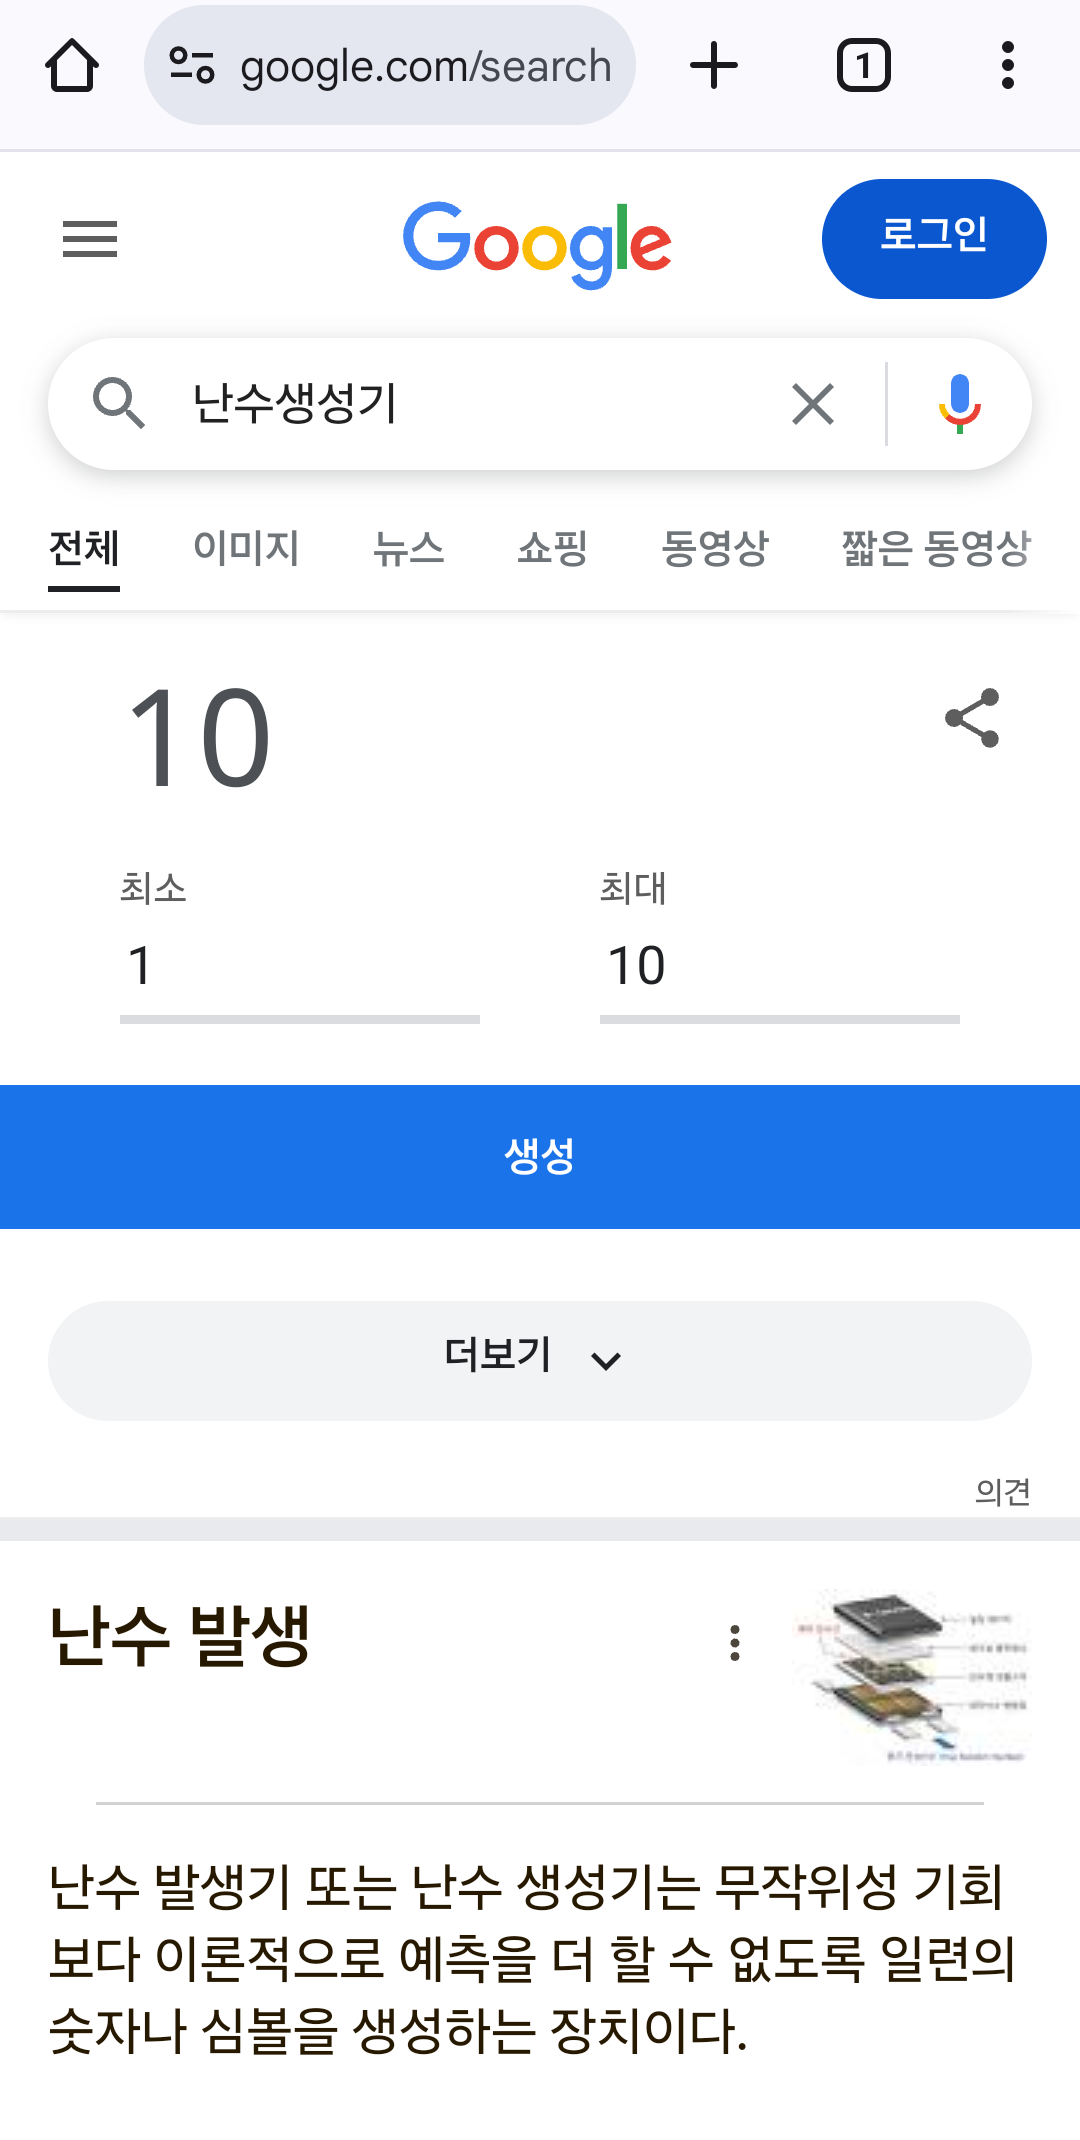 google.com/search
1
Google
로그인
난수생성기
전체 이미지 뉴스 쇼핑 동영상 짧은 동영상
10
최소 최대
1 10
생성
더보기
의견
난수 발생
난수 발생기 또는 난수 생성기는 무작위성 기회
보다 이론적으로 예측을 더 할 수 없도록 일련의
숫자나 심볼을 생성하는 장치이다.